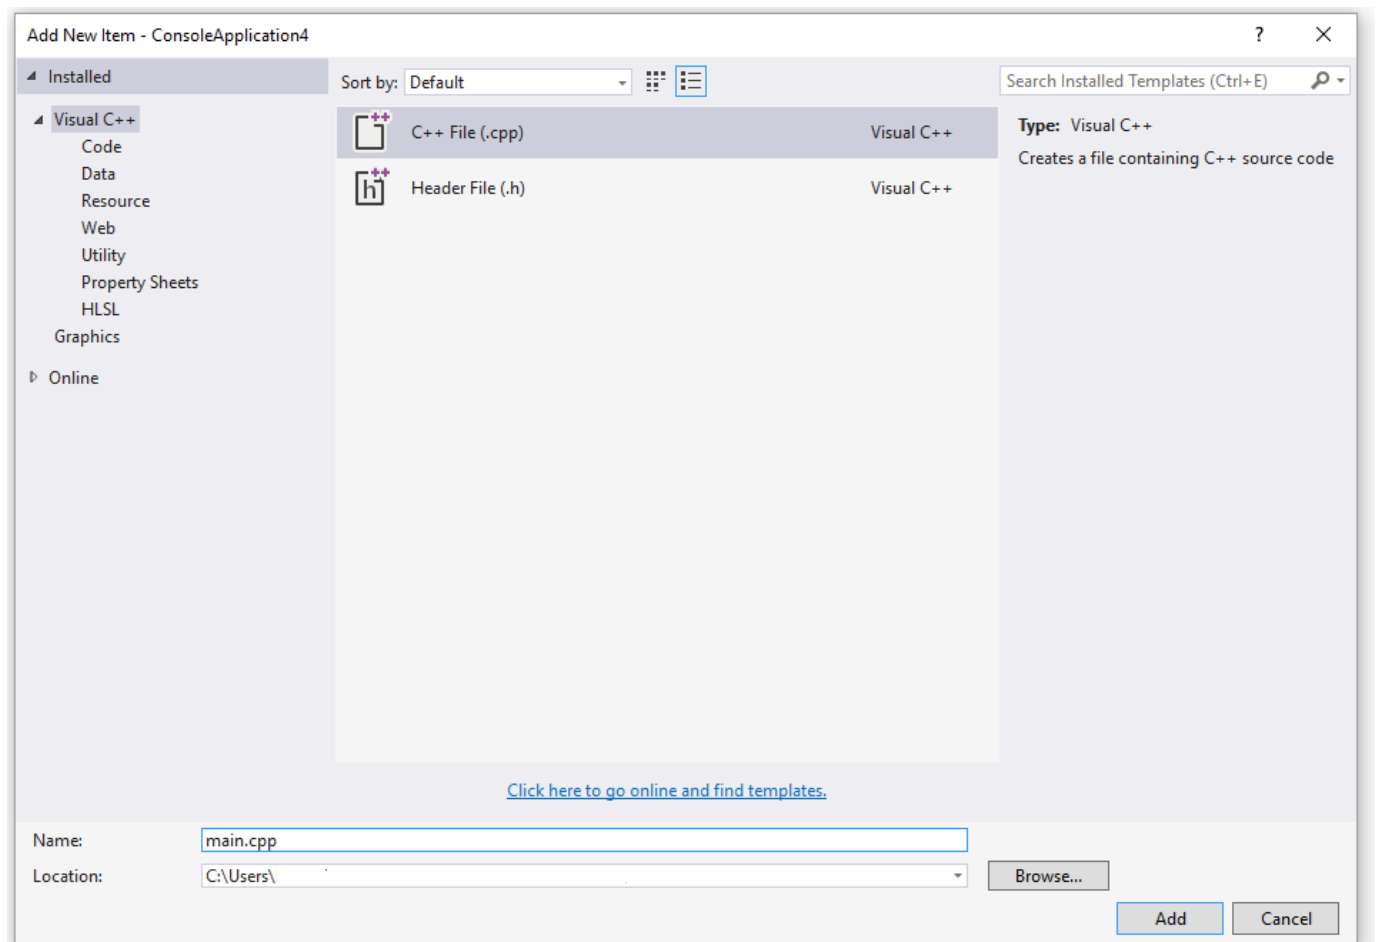 Add New Item - ConsoleApplication4
?
Installed
Sort by: Default
Search Installed Templates (Ctrl+E)
Visual C++
Code
Data
Resource
Web
Utility
Property Sheets
HLSL
Graphics
Online
C++ File (.cpp) Visual C++
Header File (.h) Visual C++
Type: Visual C++
Creates a file containing C++ source code
Click here to go online and find templates.
Name: main.cpp
Location: C:\Users\
Browse...
Add Cancel